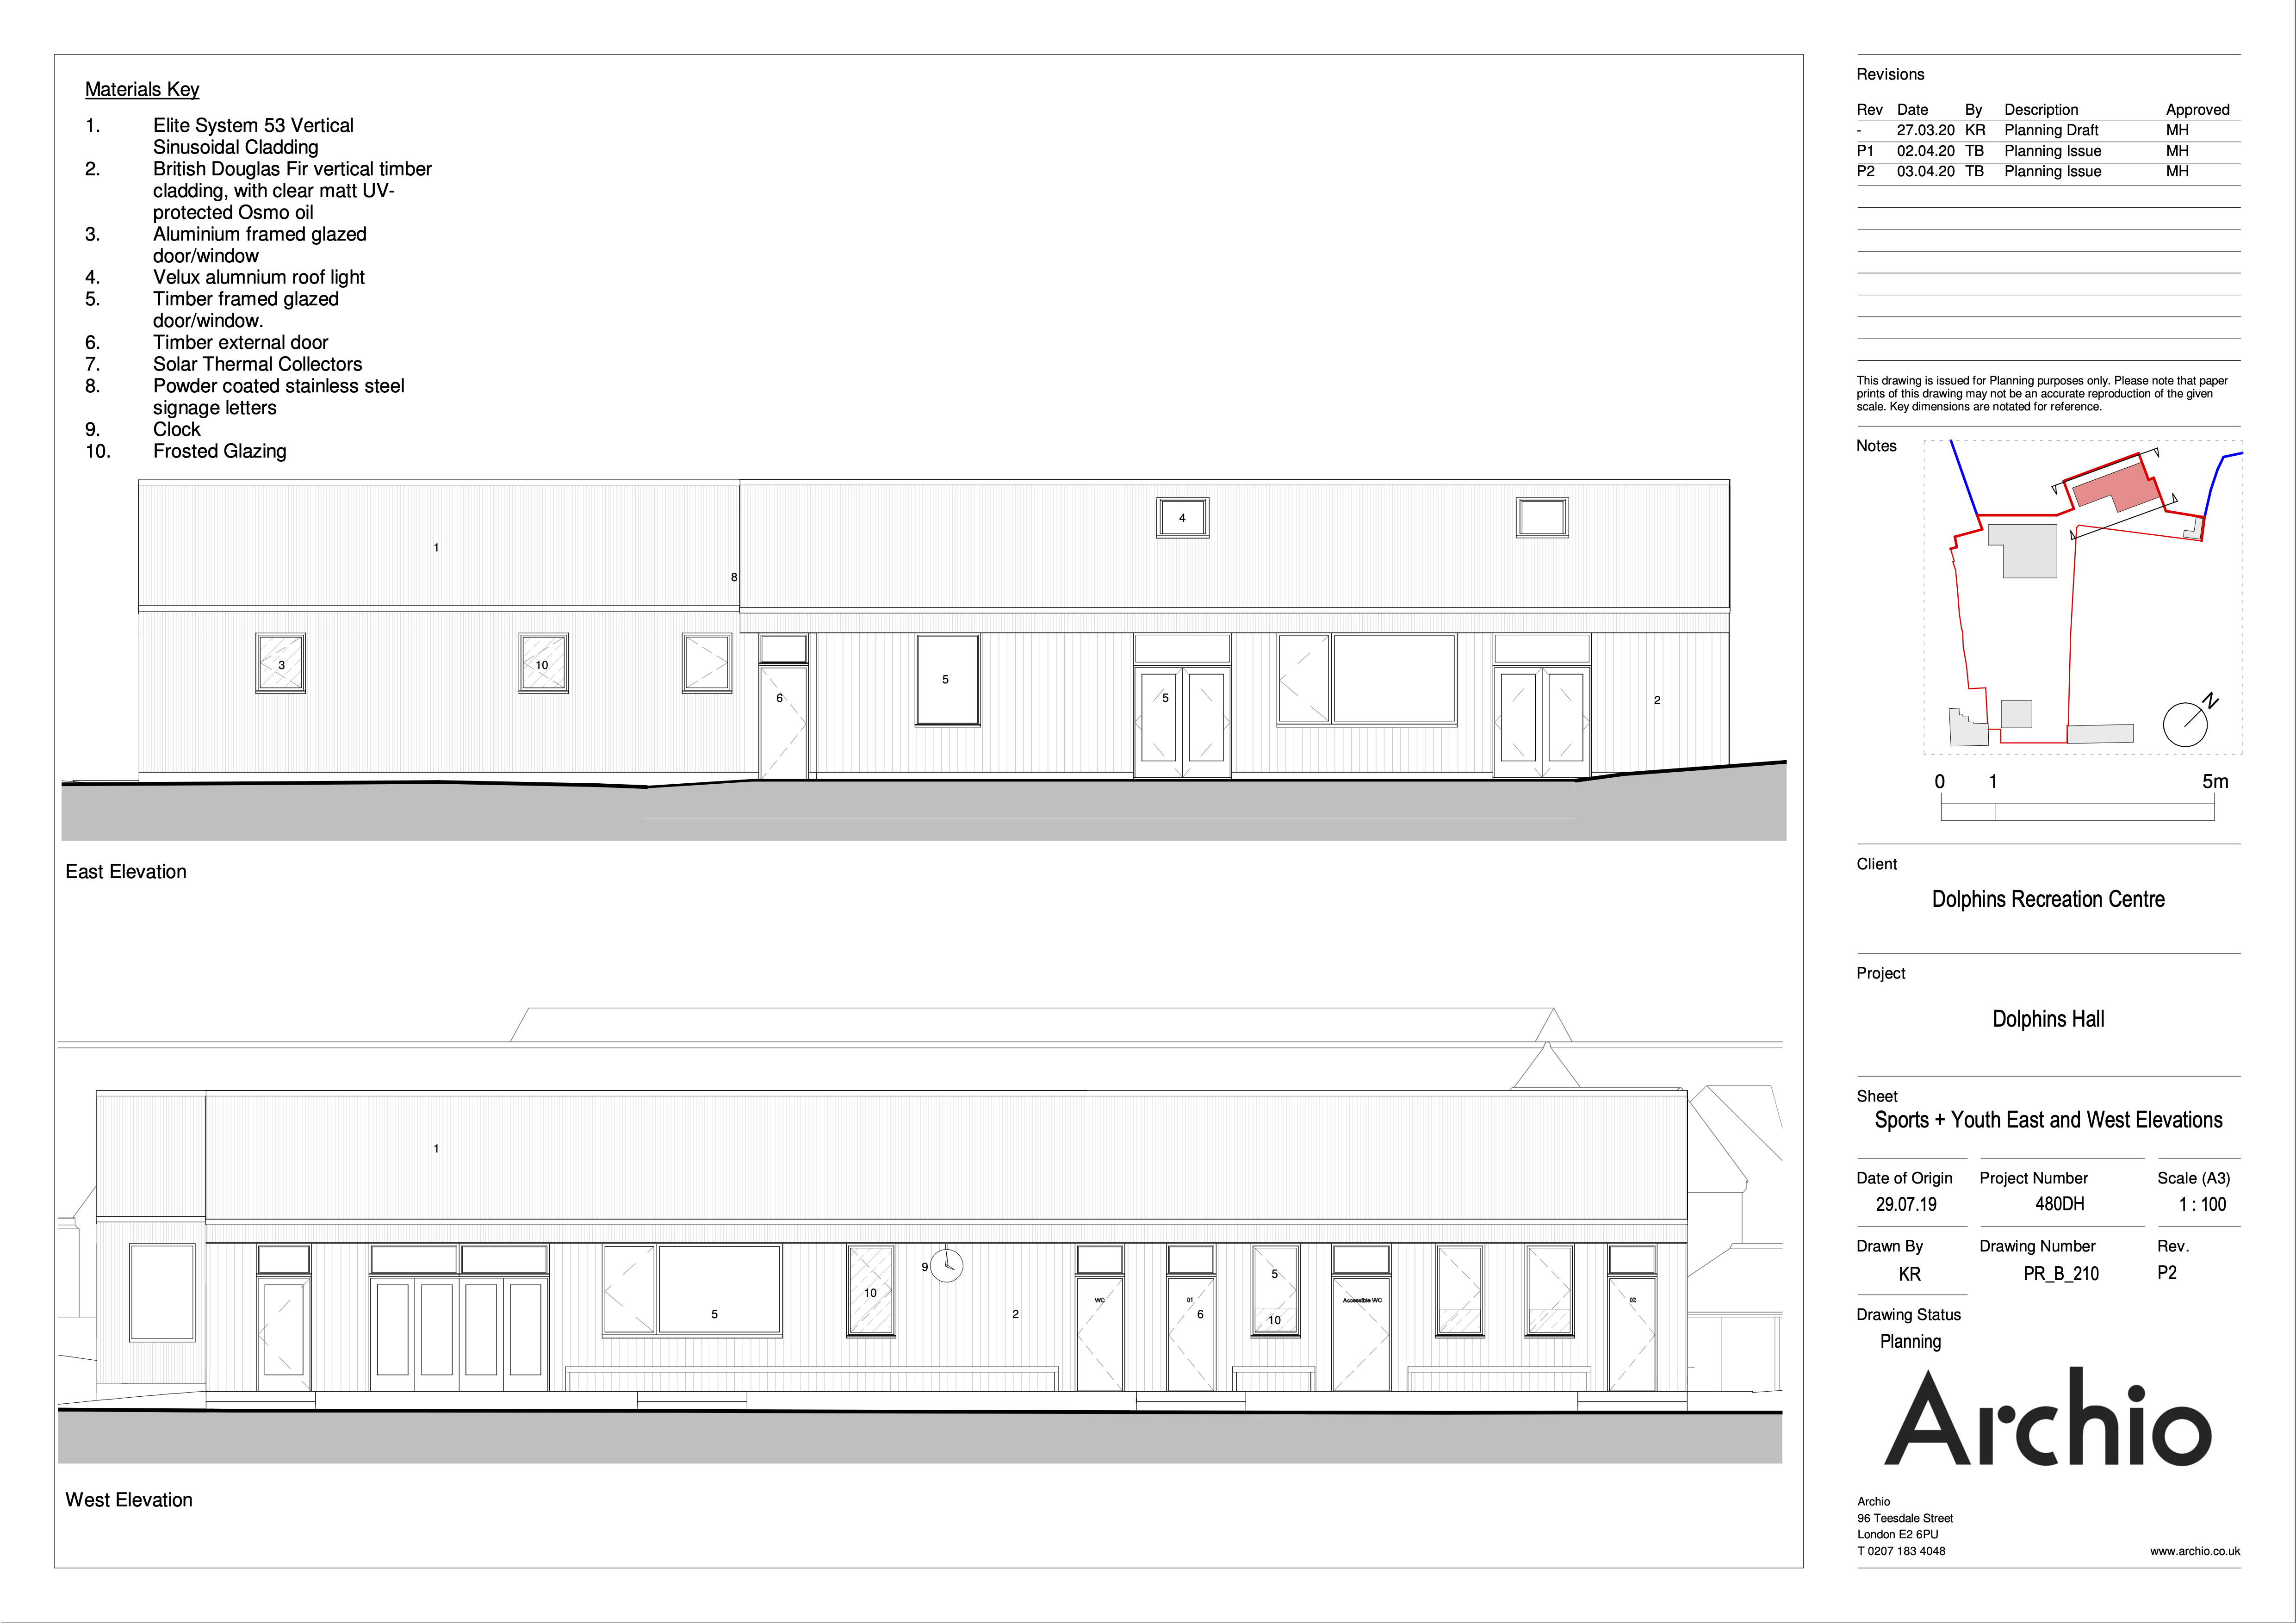 Materials Key
1. Elite System 53 Vertical
Sinusoidal Cladding
2. British Douglas Fir vertical timber
cladding, with clear matt UV-
protected Osmo oil
3. Aluminium framed glazed
door/window
4. Velux alumnium roof light
5. Timber framed glazed
door/window.
6. Timber external door
7. Solar Thermal Collectors
8. Powder coated stainless steel
signage letters
9. Clock
10. Frosted Glazing
1
4
8
3
10
6
5
5
2
East Elevation
1
9
10
5
2
WC
01
6
5
10
Accessible WC
02
West Elevation
Revisions
Rev Date By Description Approved
- 27.03.20 KR Planning Draft MH
P1 02.04.20 TB Planning Issue MH
P2 03.04.20 TB Planning Issue MH
This drawing is issued for Planning purposes only. Please note that paper
prints of this drawing may not be an accurate reproduction of the given
scale. Key dimensions are notated for reference.
Notes
N
0 1 5m
Client
Dolphins Recreation Centre
Project
Dolphins Hall
Sheet
Sports + Youth East and West Elevations
Date of Origin Project Number Scale (A3)
29.07.19 480DH 1 : 100
Drawn By Drawing Number Rev.
KR PR_B_210 P2
Drawing Status
Planning
Archio
Archio
96 Teesdale Street
London E2 6PU
T 0207 183 4048 www.archio.co.uk